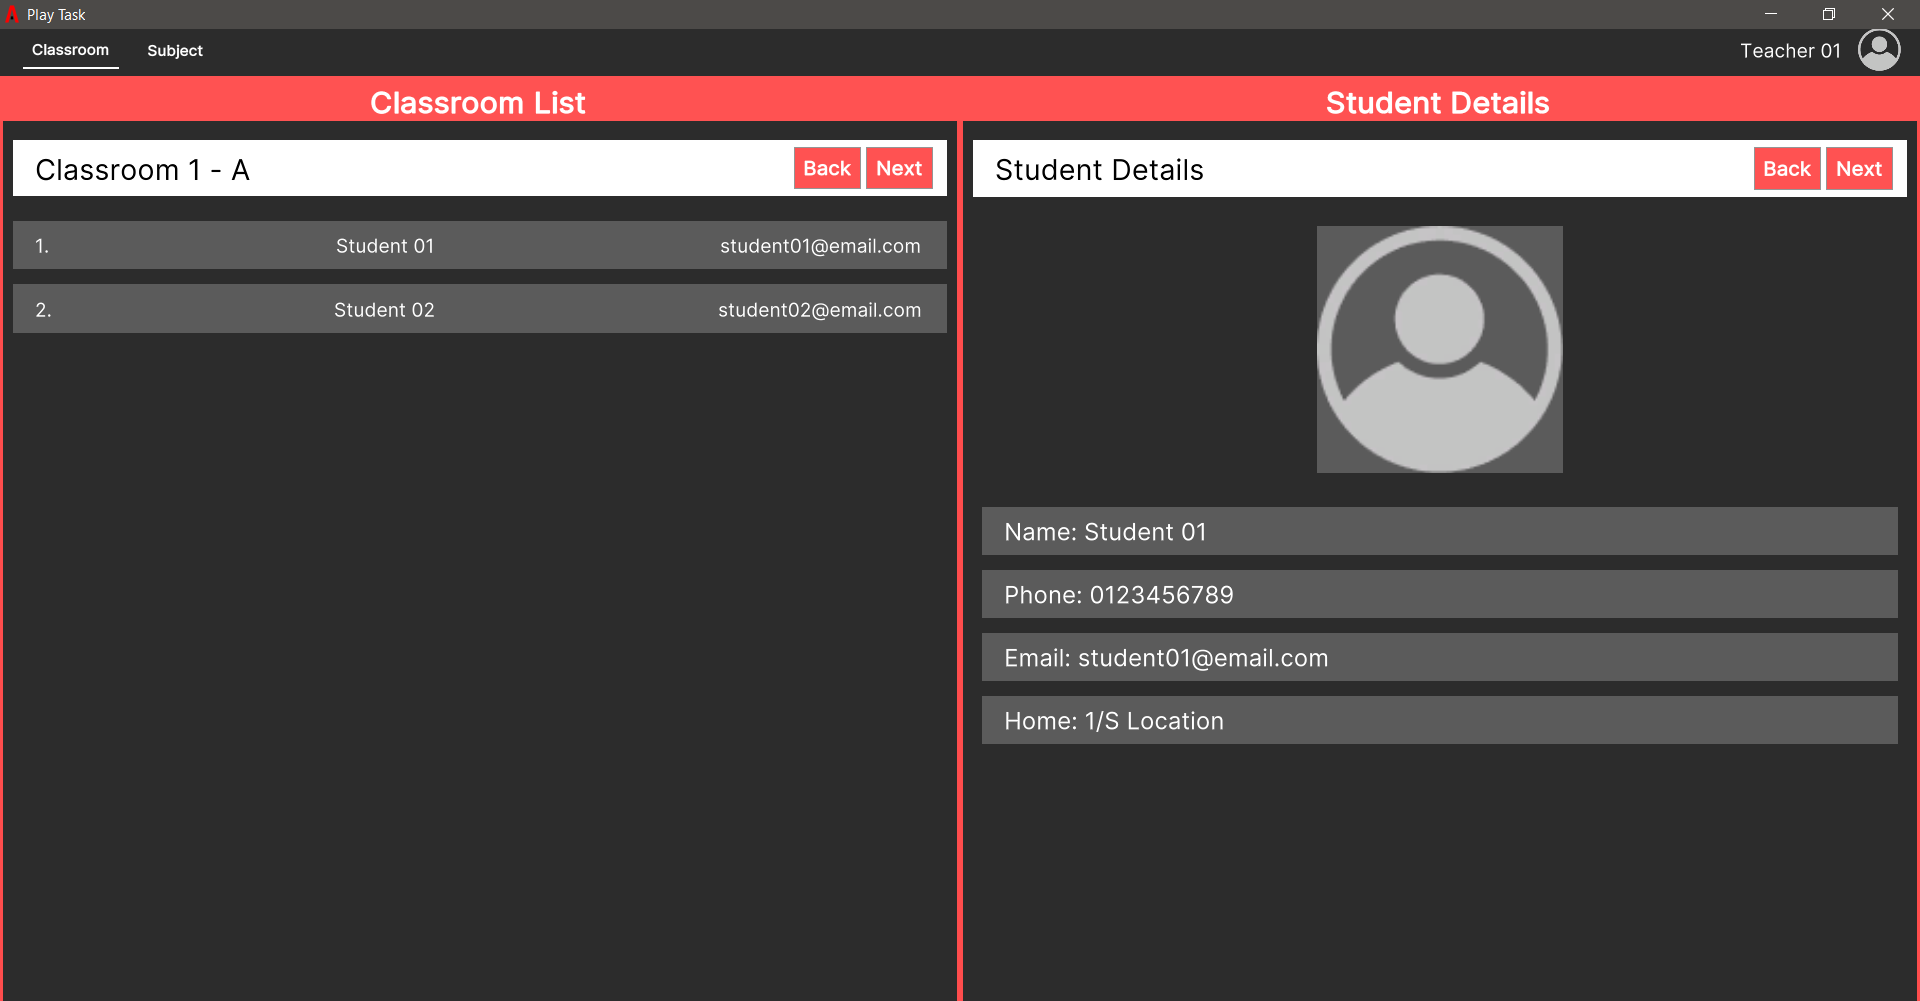 Play Task
Classroom Subject Teacher 01
Classroom List
Classroom 1 - A Back Next
1. Student 01 student01@email.com
2. Student 02 student02@email.com
Student Details
Student Details Back Next
Name: Student 01
Phone: 0123456789
Email: student01@email.com
Home: 1/S Location